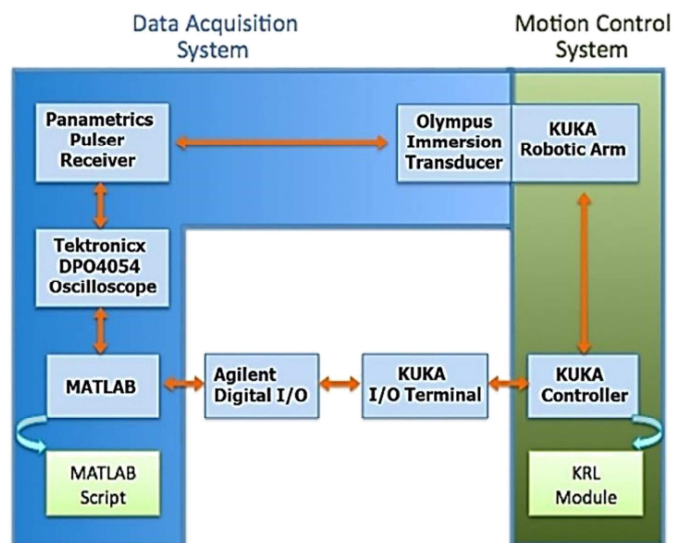 Data Acquisition
System
Motion Control
System
Panametrics
Pulser
Receiver
Olympus
Immersion
Transducer
KUKA
Robotic Arm
Tektronicx
DPO4054
Oscilloscope
MATLAB
Agilent
Digital I/O
KUKA
I/O Terminal
KUKA
Controller
MATLAB
Script
KRL
Module